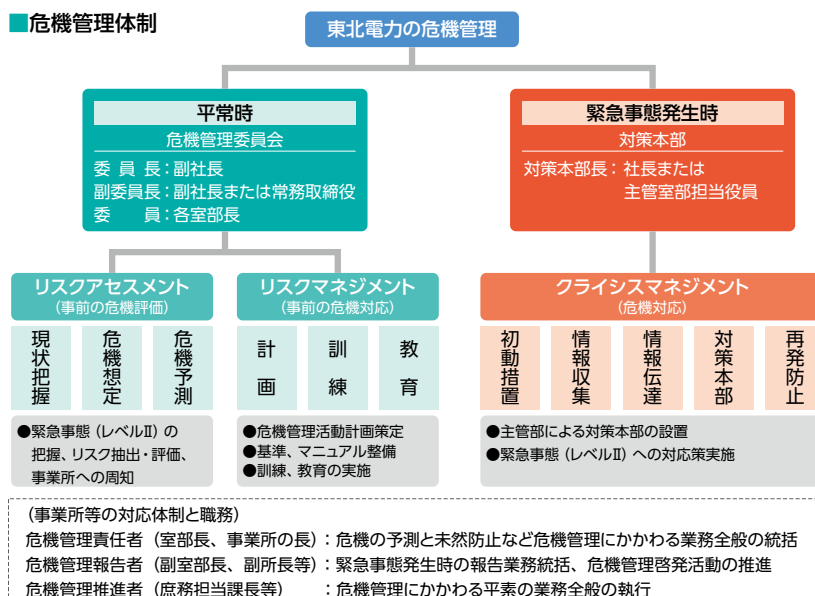 ■危機管理体制
東北電力の危機管理
平常時
危機管理委員会
委員長：副社長
副委員長：副社長または常務取締役
委　員：各室部長
緊急事態発生時
対策本部
対策本部長：社長または
主管室部担当役員
リスクアセスメント
（事前の危機評価）
現状把握
危機想定
危機予測
●緊急事態（レベルⅡ）の
把握、リスク抽出・評価、
事業所への周知
リスクマネジメント
（事前の危機対応）
計画
訓練
教育
●危機管理活動計画策定
●基準、マニュアル整備
●訓練、教育の実施
クライシスマネジメント
（危機対応）
初動措置
情報収集
情報伝達
対策本部
再発防止
●主管部による対策本部の設置
●緊急事態（レベルⅡ）への対応策実施
（事業所等の対応体制と職務）
危機管理責任者（室部長、事業所の長）：危機の予測と未然防止など危機管理にかかわる業務全般の統括
危機管理報告者（副室部長、副所長等）：緊急事態発生時の報告業務統括、危機管理啓発活動の推進
危機管理推進者（庶務担当課長等）　：危機管理にかかわる平素の業務全般の執行